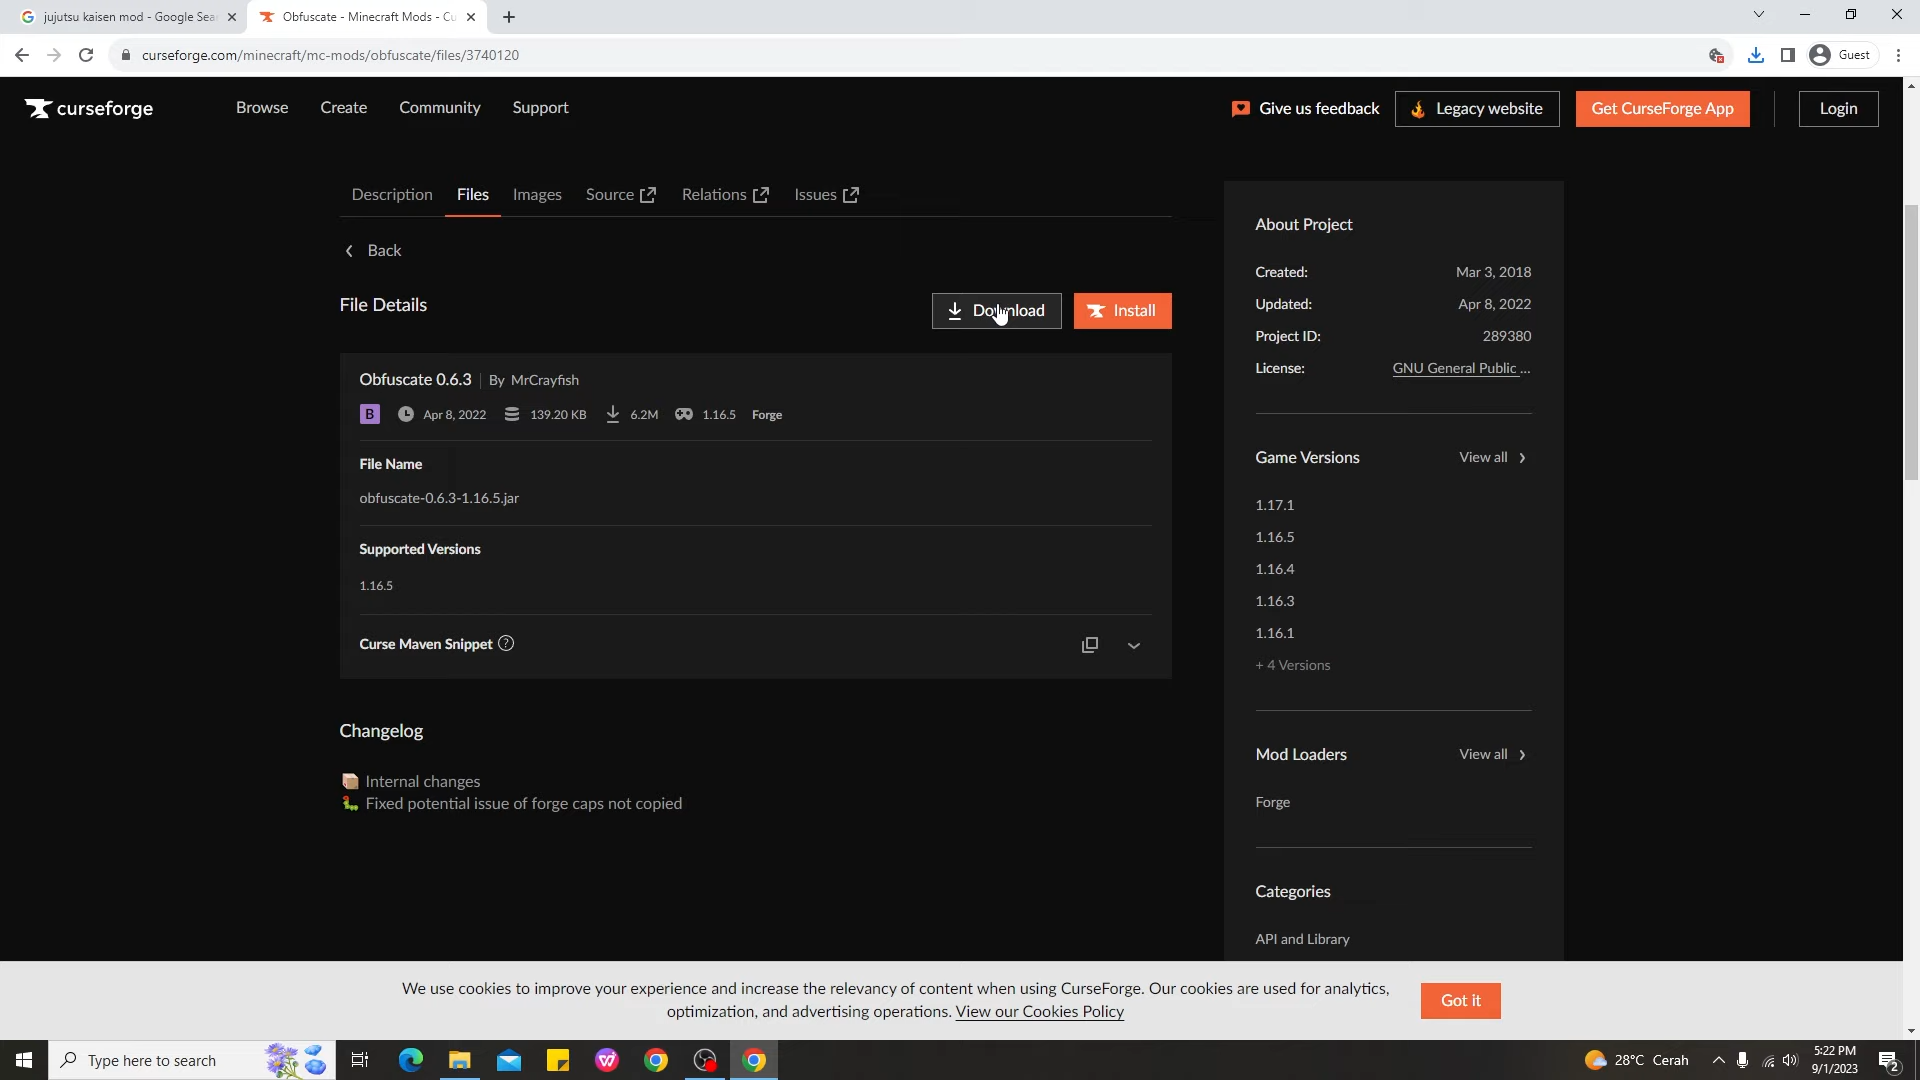 jujutsu kaisen mod - Google Sear
Obfuscate - Minecraft Mods - Cu
curseforge.com/minecraft/mc-mods/obfuscate/files/3740120
Guest
curseforge
Browse
Create
Community
Support
Give us feedback
Legacy website
Get CurseForge App
Login
Description
Files
Images
Source
Relations
Issues
Back
File Details
Download
Install
Obfuscate 0.6.3
By MrCrayfish
B
Apr 8, 2022
139.20 KB
6.2M
1.16.5
Forge
File Name
obfuscate-0.6.3-1.16.5.jar
Supported Versions
1.16.5
Curse Maven Snippet
Changelog
Internal changes
Fixed potential issue of forge caps not copied
About Project
Created: Mar 3, 2018
Updated: Apr 8, 2022
Project ID: 289380
License: GNU General Public ...
Game Versions
View all
1.17.1
1.16.5
1.16.4
1.16.3
1.16.1
+ 4 Versions
Mod Loaders
View all
Forge
Categories
API and Library
We use cookies to improve your experience and increase the relevancy of content when using CurseForge. Our cookies are used for analytics,
optimization, and advertising operations. View our Cookies Policy
Got it
Type here to search
28°C Cerah
5:22 PM
9/1/2023
2